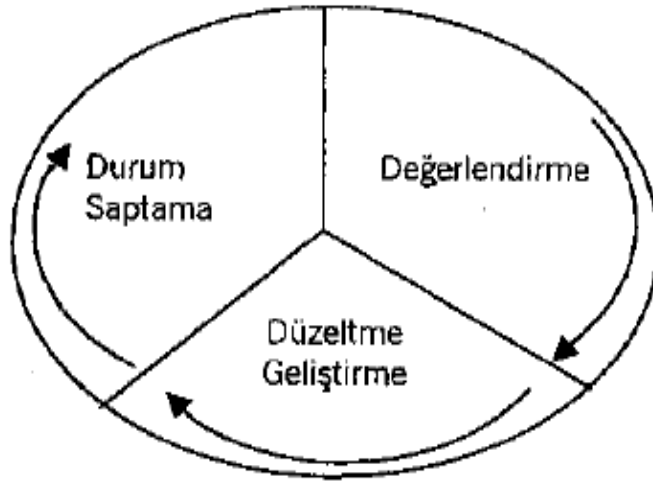 Durum
Saptama
Değerlendirme
Düzeltme
Geliştirme